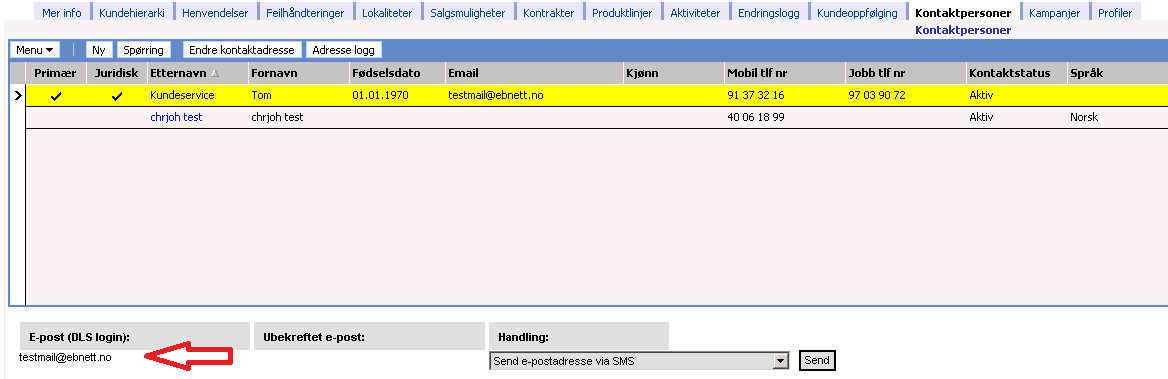 Mer info Kundehierarki Henvendelser Feilhåndteringer Lokaliteter Salgsmuligheter Kontrakter Produktlinjer Aktiviteter Endringslogg Kundeoppfølging Kontaktpersoner Kampanjer Profiler
Kontaktpersoner
Menu Ny Spørring Endre kontaktadresse Adresse logg
Primær Juridisk Etternavn Fornavn Fødselsdato Email Kjønn Mobil tlf nr Jobb tlf nr Kontaktstatus Språk
Kundeservice Tom 01.01.1970 testmail@ebnett.no 91 37 32 16 97 03 90 72 Aktiv
chrjoh test chrjoh test 40 06 18 99 Aktiv Norsk
E-post (DLS login): Ubekreftet e-post: Handling:
testmail@ebnett.no Send e-postadresse via SMS Send